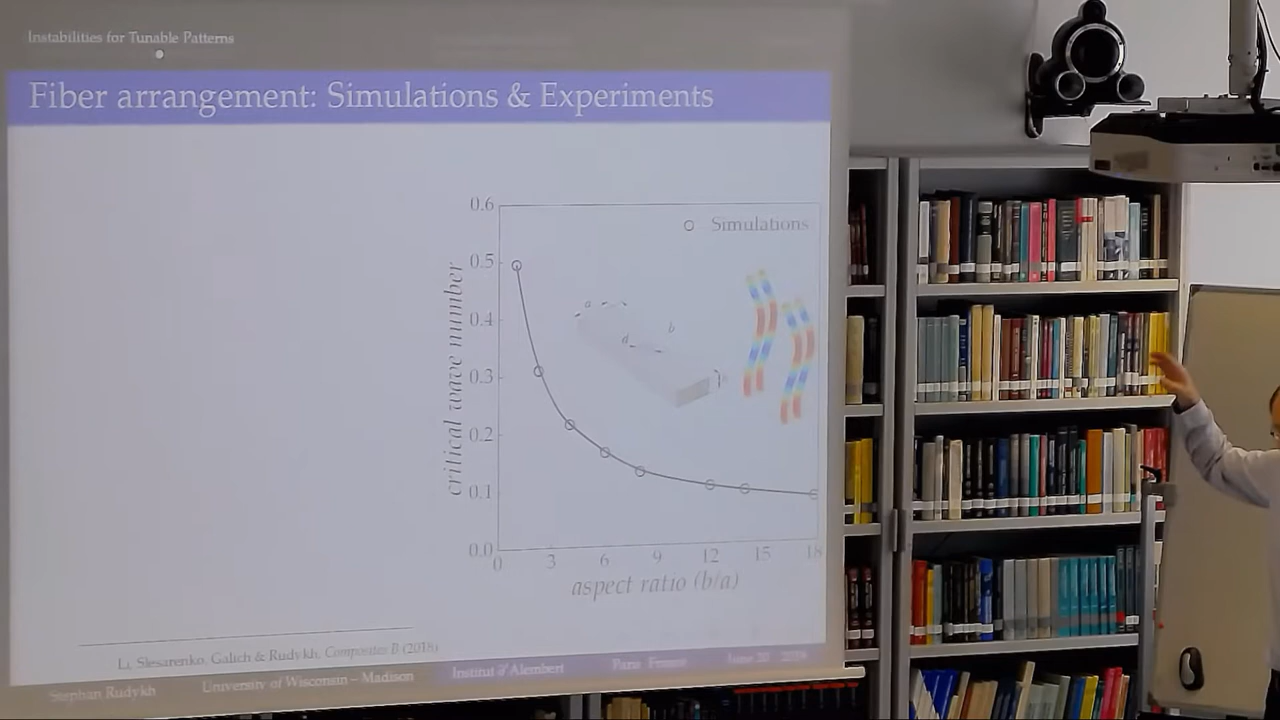 Instabilities for Tunable Patterns
Fiber arrangement: Simulations & Experiments
0.6
Simulations
0.5
0.4
0.3
0.2
0.1
0.0
critical wave number
a
b
d
0 3 6 9 12 15 18
aspect ratio (b/a)
Li, Slesarenko, Galich & Rudykh, Composites B (2018)
Stephan Rudykh University of Wisconsin – Madison Institut d'Alembert Paris France June 20